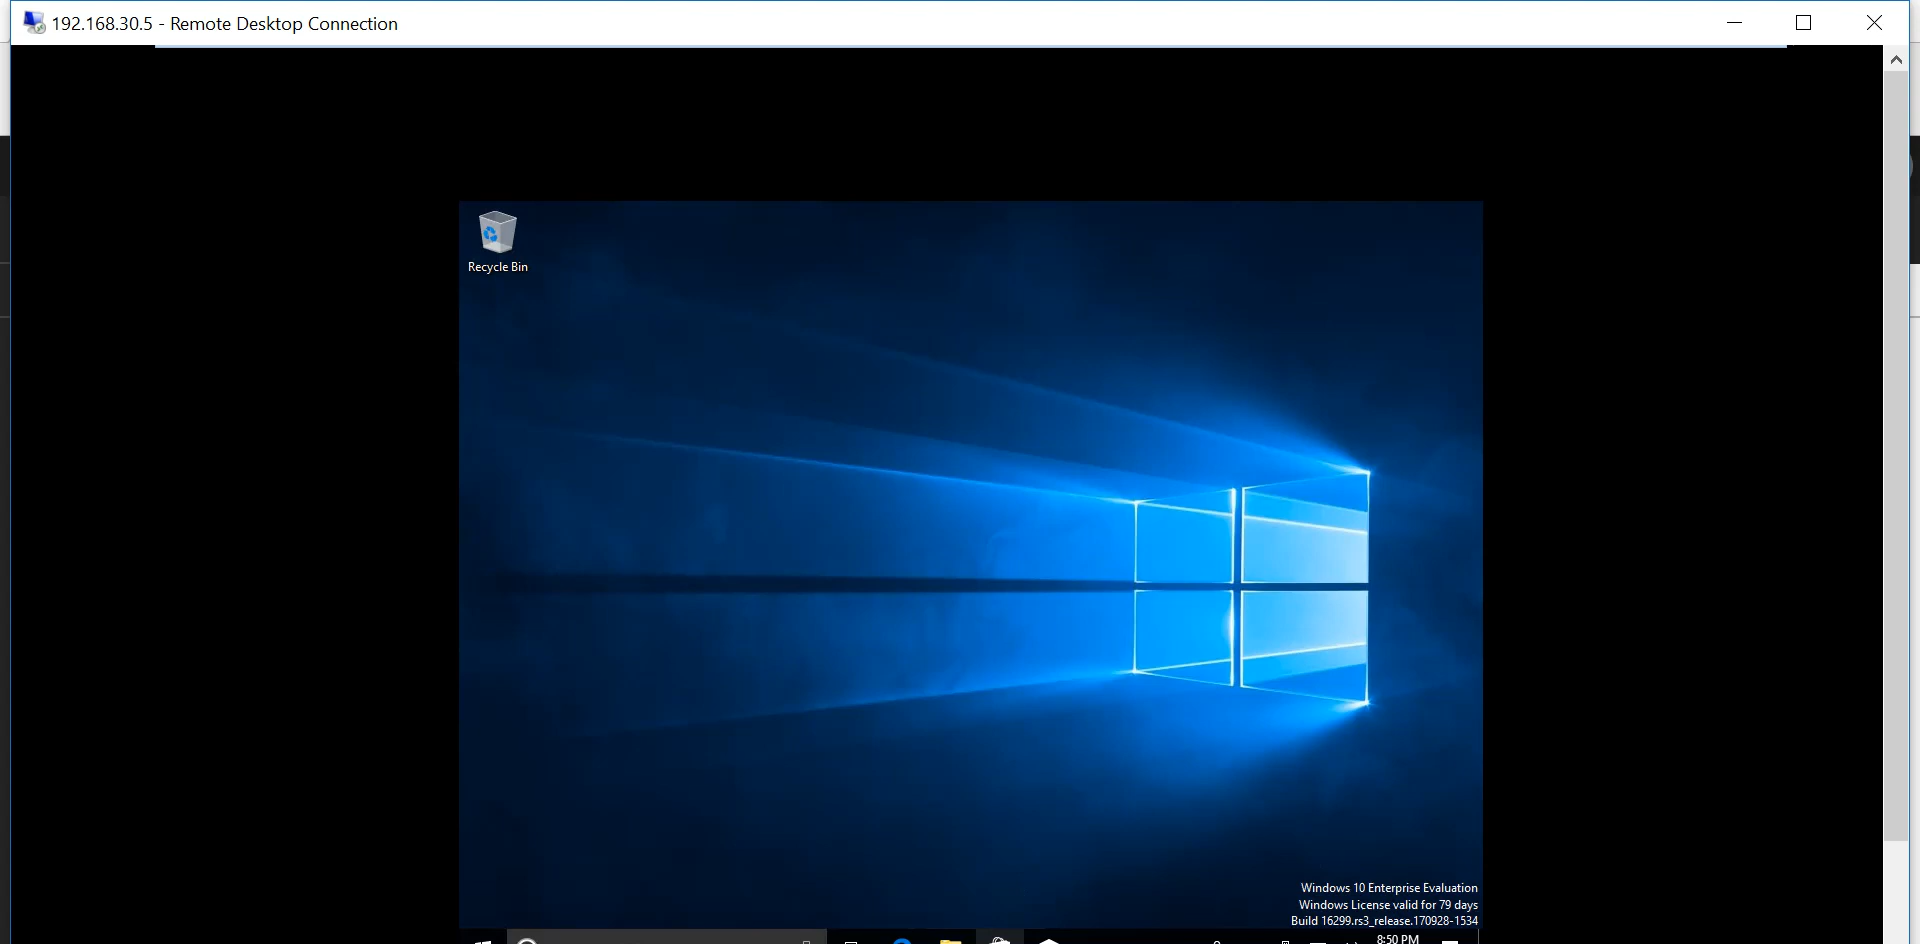 192.168.30.5 - Remote Desktop Connection
Recycle Bin
Windows 10 Enterprise Evaluation
Windows License valid for 79 days
Build 16299.rs3_release.170928-1534
8:50 PM